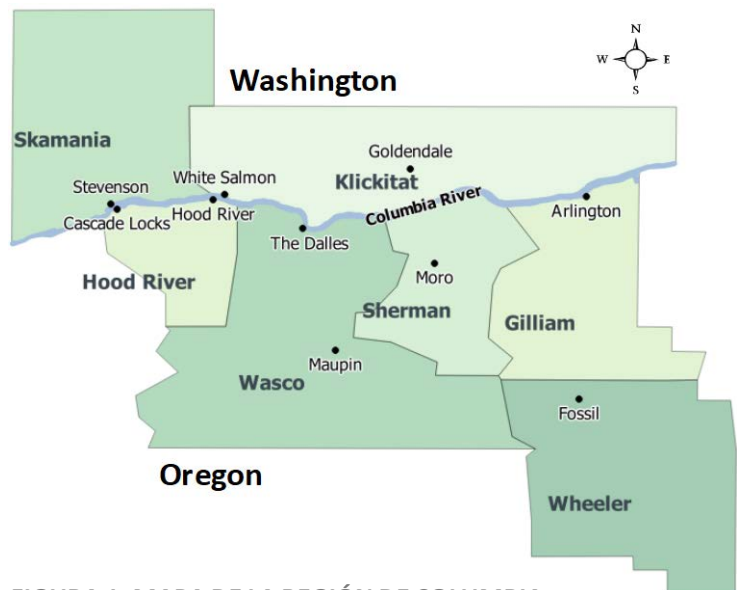 N
W E
S
Washington
Skamania
Goldendale
Klickitat
White Salmon
Stevenson
Columbia River
Hood River
Arlington
Cascade Locks
The Dalles
Moro
Hood River
Sherman
Gilliam
Maupin
Wasco
Fossil
Oregon
Wheeler